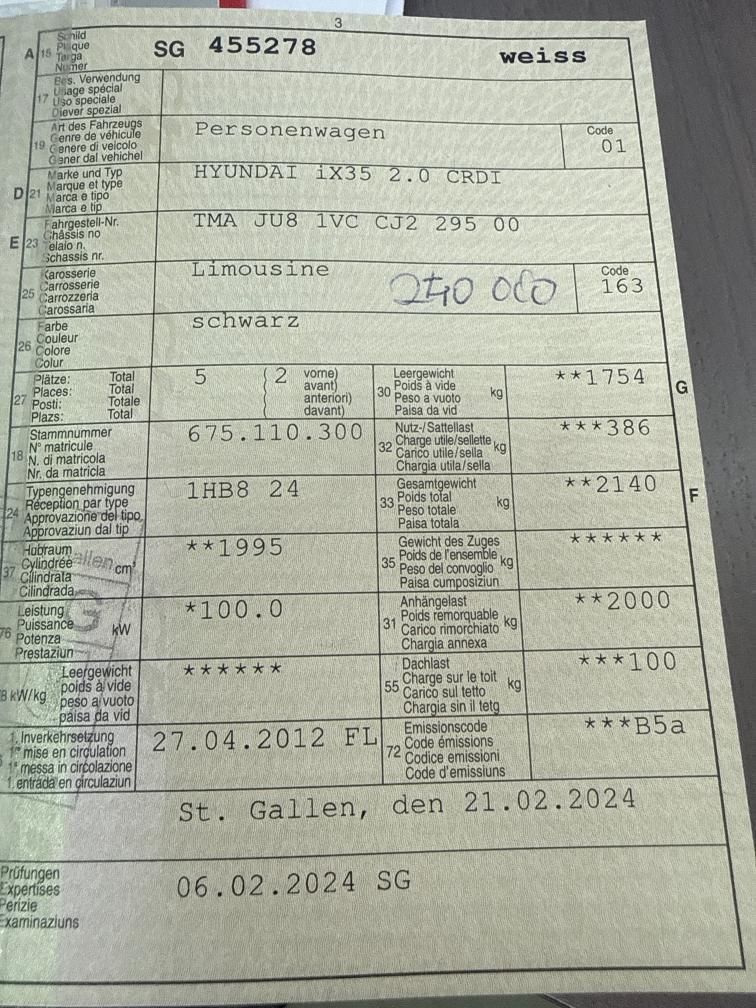 3
A 15 Schild
Plaque
Targa
Numer
SG 455278 weiss
17 Bes. Verwendung
Usage spécial
Uso speciale
Diever spezial
19 Art des Fahrzeugs
Genre de véhicule
Genere di veicolo
Gener dal vehichel
Personenwagen
Code
01
D 21 Marke und Typ
Marque et type
Marca e tipo
Marca e tip
HYUNDAI iX35 2.0 CRDI
E 23 Fahrgestell-Nr.
Châssis no
Telaio n.
Schassis nr.
TMA JU8 1VC CJ2 295 00
25 Karosserie
Carrosserie
Carrozzeria
Carossaria
Limousine
240 000
Code
163
26 Farbe
Couleur
Colore
Colur
schwarz
27 Plätze: Total
Places: Total
Posti: Totale
Plazs: Total
5 ( 2 vorne)
avant)
anteriori)
davant)
30 Leergewicht
Poids à vide
Peso a vuoto
Paisa da vid
kg
**1754
G
18 Stammnummer
N° matricule
N. di matricola
Nr. da matricla
675.110.300
32 Nutz-/Sattellast
Charge utile/sellette
Carico utile/sella
Chargia utila/sella
kg
***386
24 Typengenehmigung
Réception par type
Approvazione del tipo
Approvaziun dal tip
1HB8 24
33 Gesamtgewicht
Poids total
Peso totale
Paisa totala
kg
**2140
F
37 Hubraum
Cylindrée
Cilindrata
Cilindrada
cm³
**1995
35 Gewicht des Zuges
Poids de l'ensemble
Peso del convoglio
Paisa cumposiziun
kg
******
76 Leistung
Puissance
Potenza
Prestaziun
kW
*100.0
31 Anhängelast
Poids remorquable
Carico rimorchiato
Chargia annexa
kg
**2000
8 kW/kg Leergewicht
poids à vide
peso a vuoto
paisa da vid
******
55 Dachlast
Charge sur le toit
Carico sul tetto
Chargia sin il tetg
kg
***100
1. Inverkehrsetzung
1re mise en circulation
1a messa in circolazione
1. entrada en circulaziun
27.04.2012 FL
72 Emissionscode
Code émissions
Codice emissioni
Code d'emissiuns
***B5a
St. Gallen, den 21.02.2024
Prüfungen
Expertises
Perizie
Examinaziuns
06.02.2024 SG